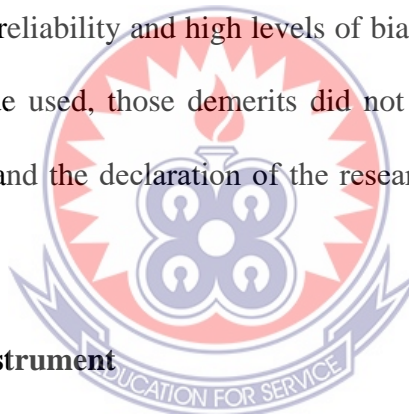 reliability and high levels of bia
e used, those demerits did not
and the declaration of the resear
strument
EDUCATION FOR SERVICE